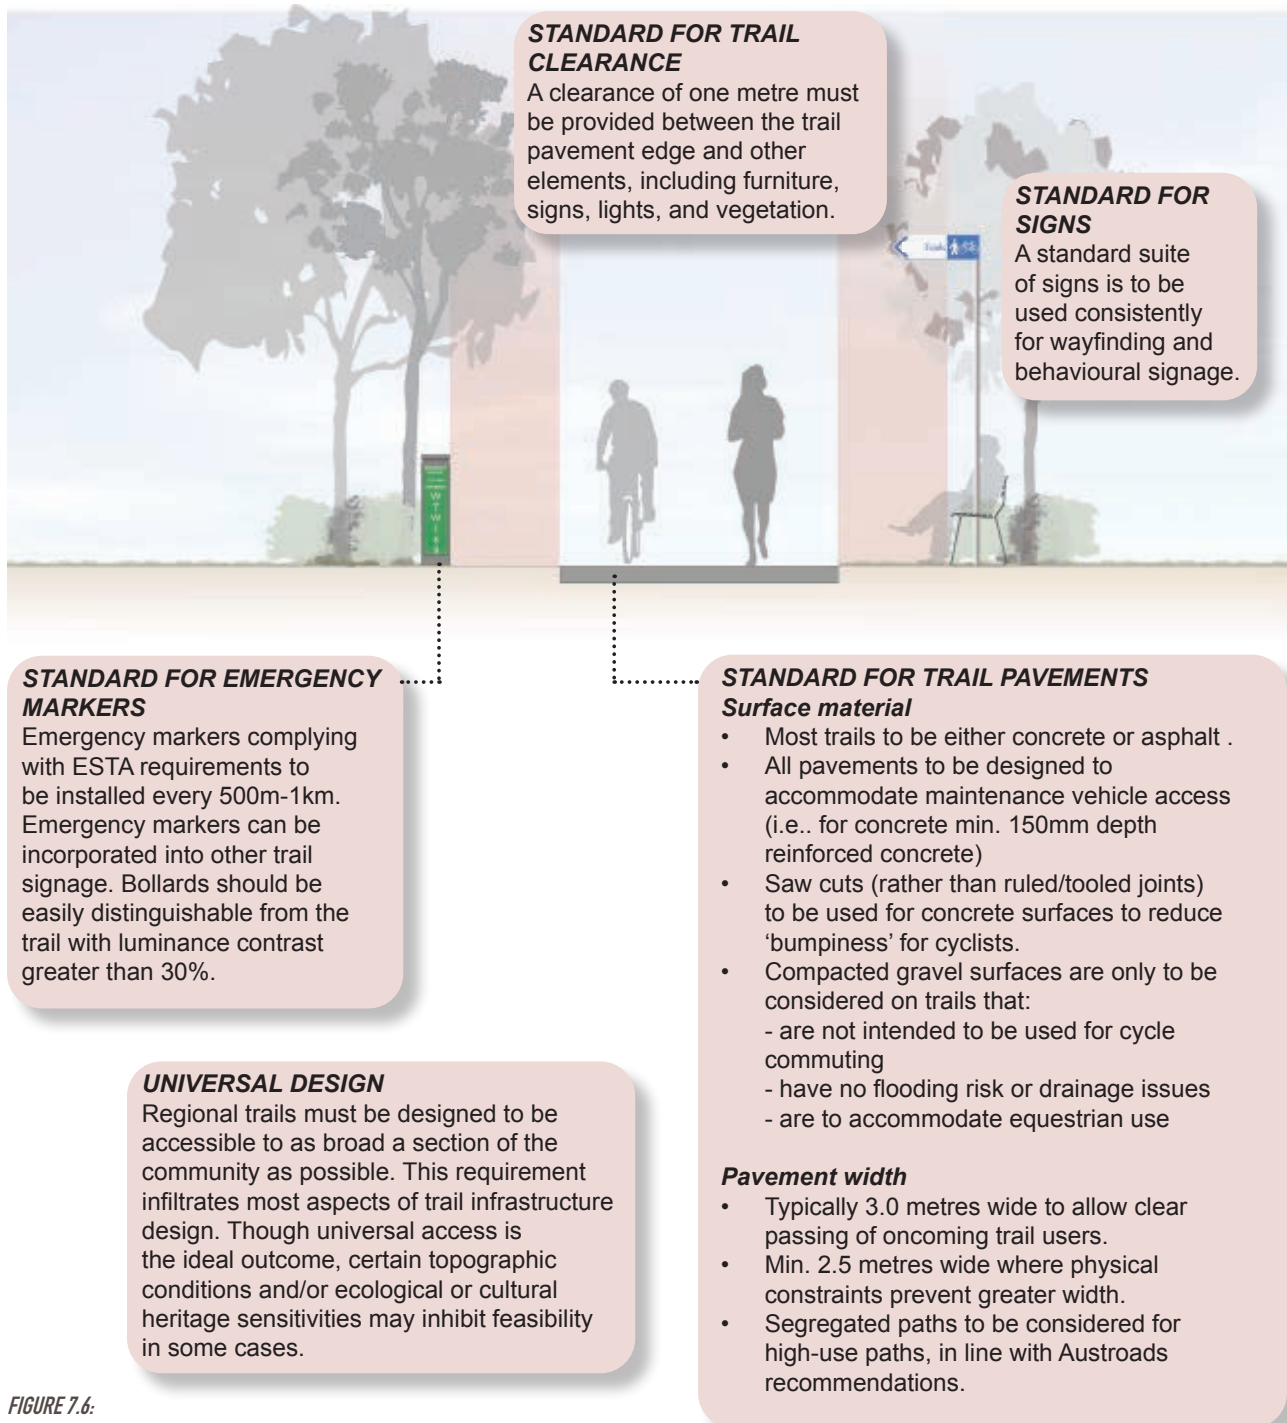 STANDARD FOR TRAIL
CLEARANCE
A clearance of one metre must
be provided between the trail
pavement edge and other
elements, including furniture,
signs, lights, and vegetation.
STANDARD FOR
SIGNS
A standard suite
of signs is to be
used consistently
for wayfinding and
behavioural signage.
STANDARD FOR EMERGENCY
MARKERS
Emergency markers complying
with ESTA requirements to
be installed every 500m-1km.
Emergency markers can be
incorporated into other trail
signage. Bollards should be
easily distinguishable from the
trail with luminance contrast
greater than 30%.
UNIVERSAL DESIGN
Regional trails must be designed to be
accessible to as broad a section of the
community as possible. This requirement
infiltrates most aspects of trail infrastructure
design. Though universal access is
the ideal outcome, certain topographic
conditions and/or ecological or cultural
heritage sensitivities may inhibit feasibility
in some cases.
STANDARD FOR TRAIL PAVEMENTS
Surface material
• Most trails to be either concrete or asphalt .
• All pavements to be designed to
accommodate maintenance vehicle access
(i.e.. for concrete min. 150mm depth
reinforced concrete)
• Saw cuts (rather than ruled/tooled joints)
to be used for concrete surfaces to reduce
‘bumpiness’ for cyclists.
• Compacted gravel surfaces are only to be
considered on trails that:
- are not intended to be used for cycle
commuting
- have no flooding risk or drainage issues
- are to accommodate equestrian use
Pavement width
• Typically 3.0 metres wide to allow clear
passing of oncoming trail users.
• Min. 2.5 metres wide where physical
constraints prevent greater width.
• Segregated paths to be considered for
high-use paths, in line with Austroads
recommendations.
FIGURE 7.6: